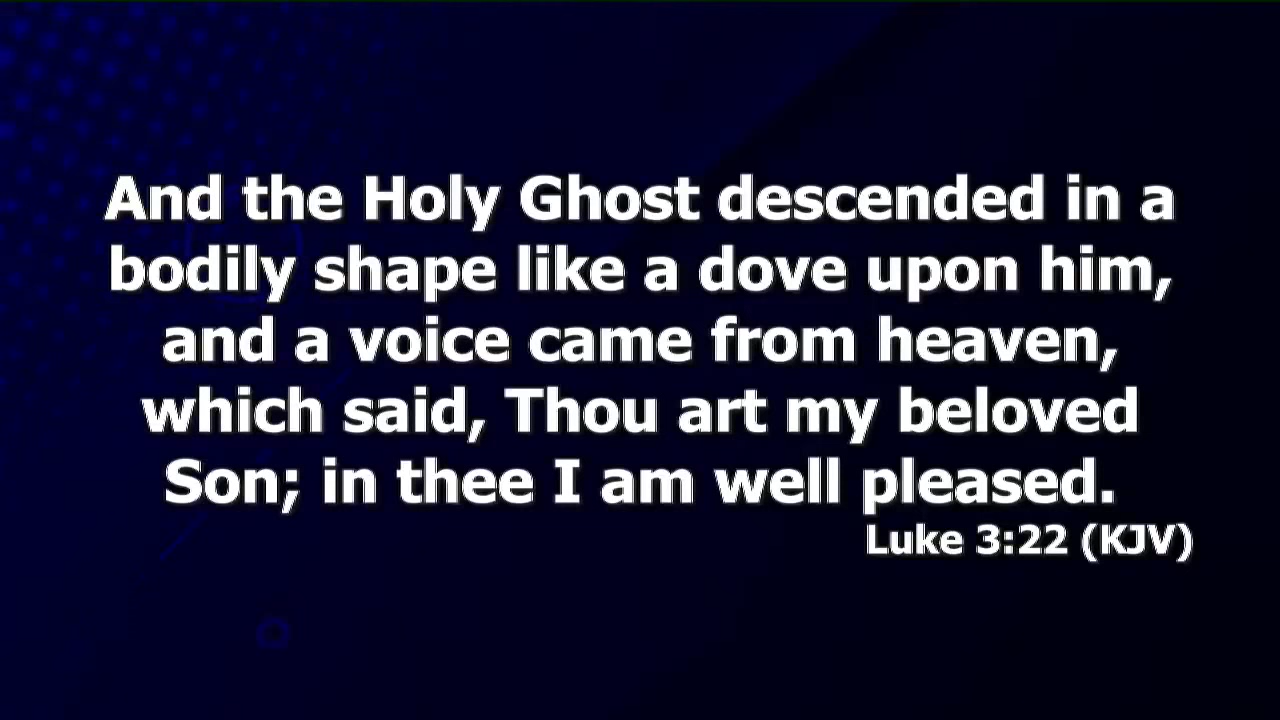 And the Holy Ghost descended in a
bodily shape like a dove upon him,
and a voice came from heaven,
which said, Thou art my beloved
Son; in thee I am well pleased.
Luke 3:22 (KJV)